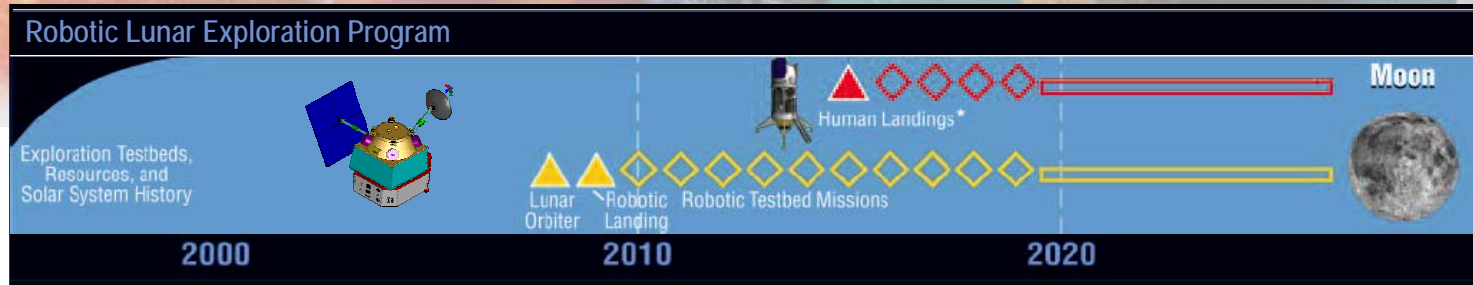 Robotic Lunar Exploration Program
Moon
Human Landings*
Exploration Testbeds,
Resources, and
Solar System History
Lunar
Orbiter
Robotic
Landing
Robotic Testbed Missions
2000
2010
2020